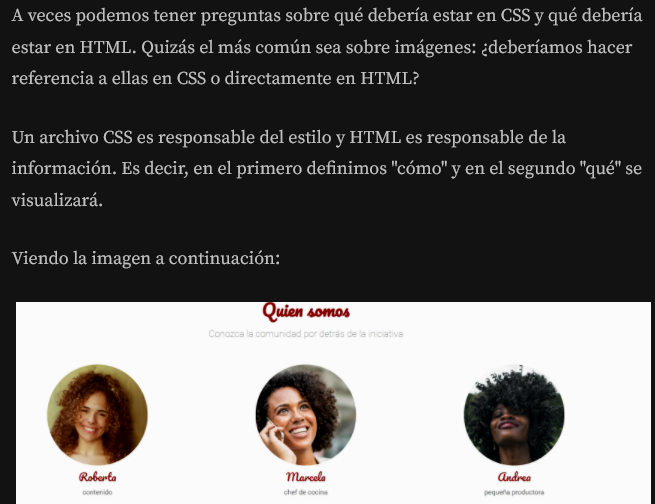 A veces podemos tener preguntas sobre qué debería estar en CSS y qué debería
estar en HTML. Quizás el más común sea sobre imágenes: ¿deberíamos hacer
referencia a ellas en CSS o directamente en HTML?
Un archivo CSS es responsable del estilo y HTML es responsable de la
información. Es decir, en el primero definimos "cómo" y en el segundo "qué" se
visualizará.
Viendo la imagen a continuación:
Quien somos
Conozca la comunidad por detrás de la iniciativa
Roberta
Marcela
Andrea
contenido
chef de cocina
pequeña productora